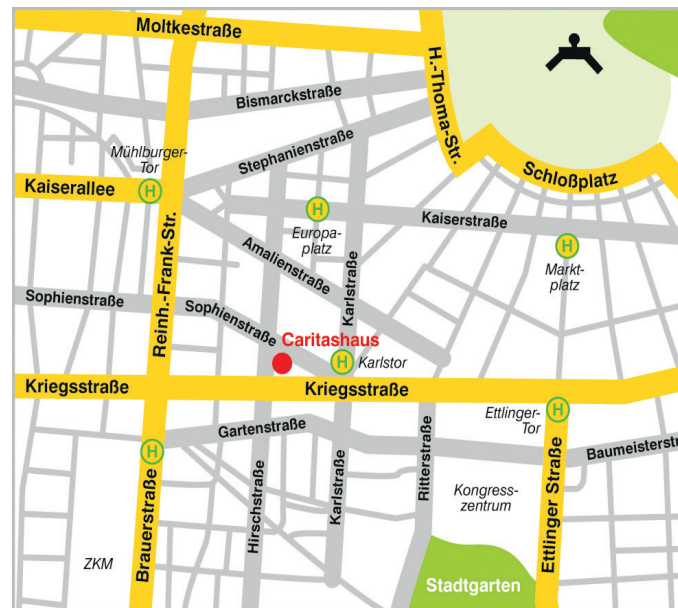 Moltkestraße
H.-Thoma-Str.
Bismarckstraße
Stephanienstraße
Schloßplatz
Mühlburger-
Tor
H
Kaiserallee
H
Kaiserstraße
Europa-
platz
H
Markt-
platz
Reinh.-Frank-Str.
Amalienstraße
Karlstraße
Sophienstraße
Sophienstraße
Caritashaus
H
Karlstor
Kriegsstraße
Kriegsstraße
H
Ettlinger-
Tor
Gartenstraße
H
Baumeisterstr
Brauerstraße
Hirschstraße
Karlstraße
Ritterstraße
Kongress-
zentrum
Ettlinger Straße
ZKM
Stadtgarten